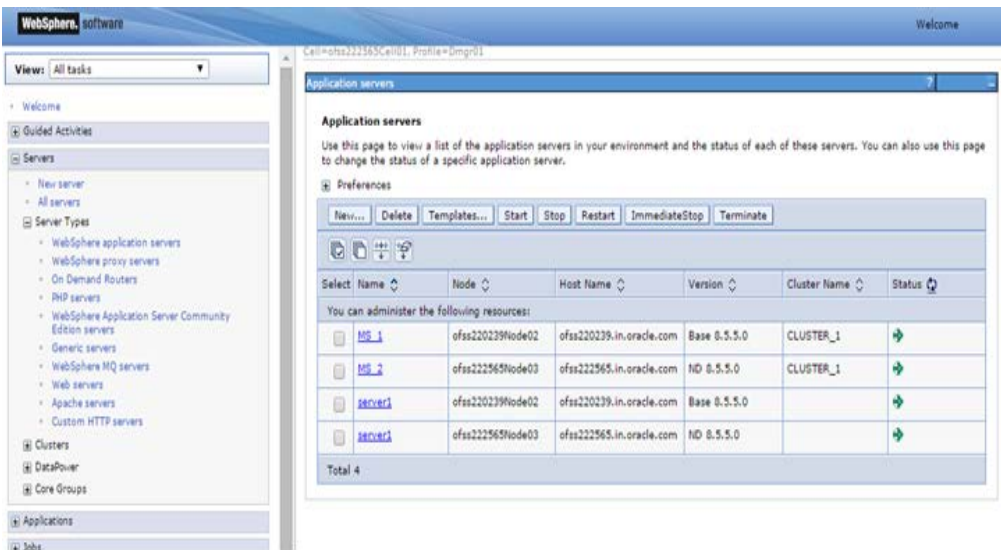 WebSphere. software
Welcome
View: All tasks
Cell=ofss222565Cell01, Profile=Dmgr01
Welcome
Guided Activities
Servers
New server
All servers
Server Types
WebSphere application servers
WebSphere proxy servers
On Demand Routers
PHP servers
WebSphere Application Server Community
Edition servers
Generic servers
WebSphere MQ servers
Web servers
Apache servers
Custom HTTP servers
Clusters
DataPower
Core Groups
Applications
Jobs
Application servers ?
Application servers
Use this page to view a list of the application servers in your environment and the status of each of these servers. You can also use this page
to change the status of a specific application server.
Preferences
New... Delete Templates... Start Stop Restart ImmediateStop Terminate
Select Name Node Host Name Version Cluster Name Status
You can administer the following resources:
MS_1 ofss220239Node02 ofss220239.in.oracle.com Base 8.5.5.0 CLUSTER_1
MS_2 ofss222565Node03 ofss222565.in.oracle.com ND 8.5.5.0 CLUSTER_1
server1 ofss220239Node02 ofss220239.in.oracle.com Base 8.5.5.0
server1 ofss222565Node03 ofss222565.in.oracle.com ND 8.5.5.0
Total 4